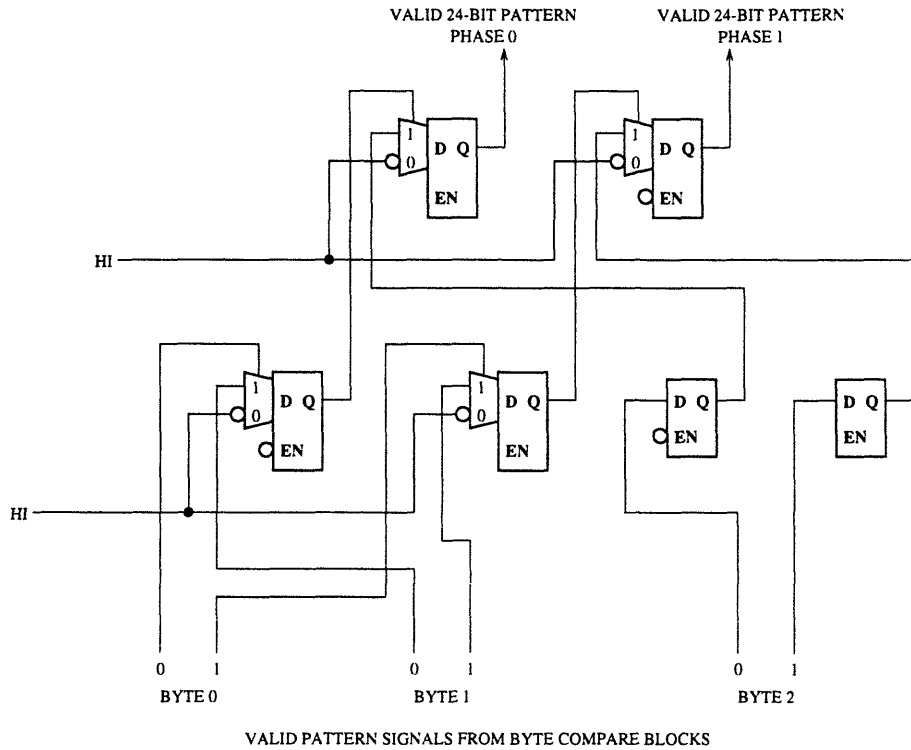 VALID 24-BIT PATTERN VALID 24-BIT PATTERN
PHASE 0 PHASE 1
1 D Q 1 D Q
0 0
EN EN
HI
1 D Q 1 D Q D Q D Q
0 0
EN EN EN EN
HI
0 1 0 1 0 1
BYTE 0 BYTE 1 BYTE 2
VALID PATTERN SIGNALS FROM BYTE COMPARE BLOCKS